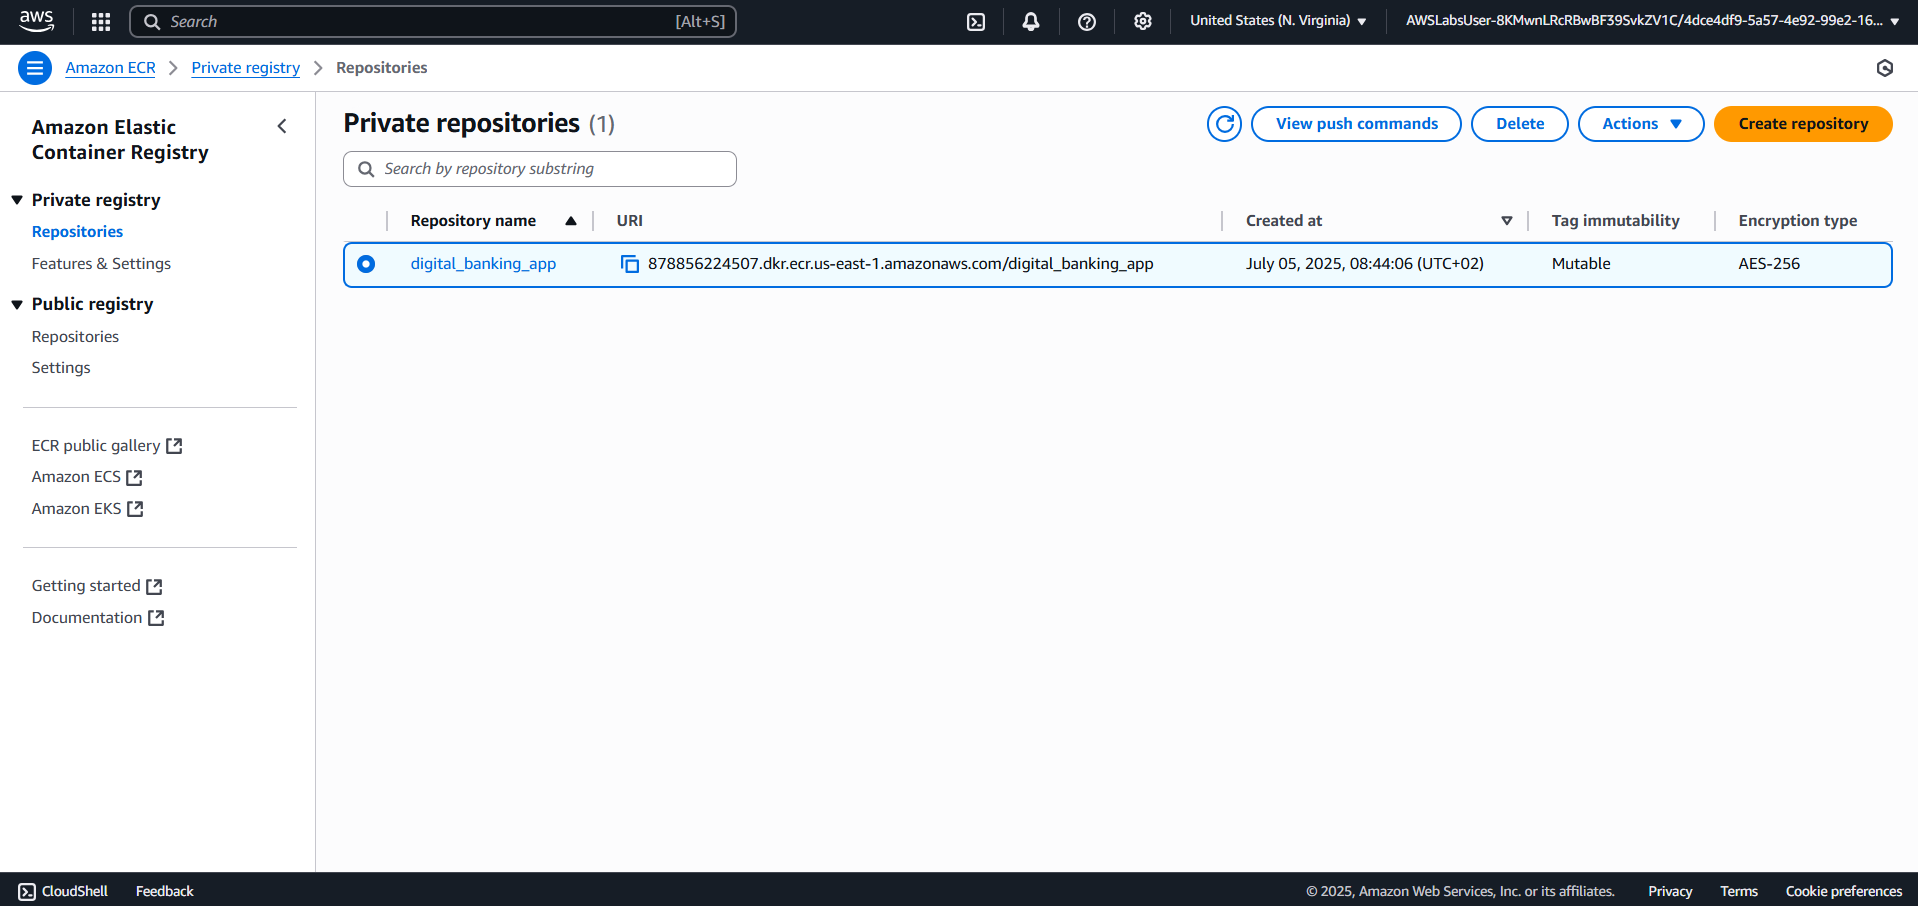 aws
Search [Alt+S]
United States (N. Virginia)
AWSLabsUser-8KMwnLRcRBwBF39SvkZV1C/4dce4df9-5a57-4e92-99e2-16...
Amazon ECR
Private registry
Repositories
Amazon Elastic
Container Registry
Private registry
Repositories
Features & Settings
Public registry
Repositories
Settings
ECR public gallery
Amazon ECS
Amazon EKS
Getting started
Documentation
Private repositories (1)
View push commands
Delete
Actions
Create repository
Search by repository substring
Repository name URI Created at Tag immutability Encryption type
digital_banking_app 878856224507.dkr.ecr.us-east-1.amazonaws.com/digital_banking_app July 05, 2025, 08:44:06 (UTC+02) Mutable AES-256
CloudShell Feedback
© 2025, Amazon Web Services, Inc. or its affiliates. Privacy Terms Cookie preferences